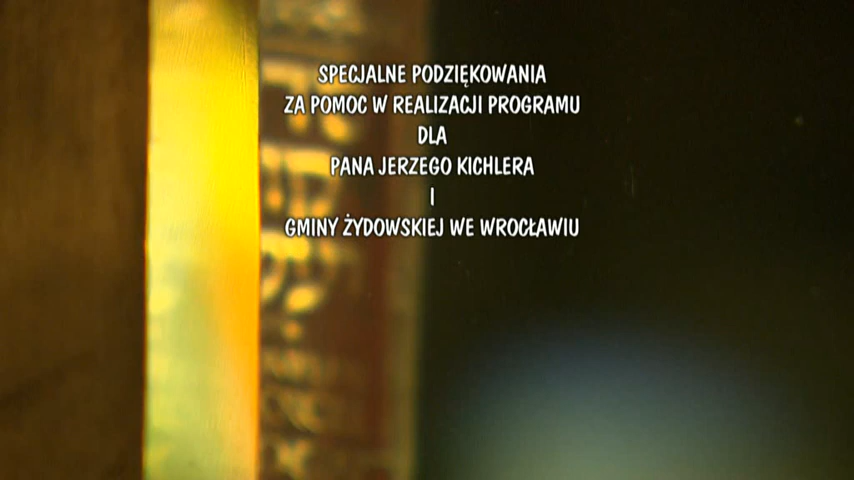 SPECJALNE PODZIĘKOWANIA
ZA POMOC W REALIZACJI PROGRAMU
DLA
PANA JERZEGO KICHLERA
I
GMINY ŻYDOWSKIEJ WE WROCŁAWIU